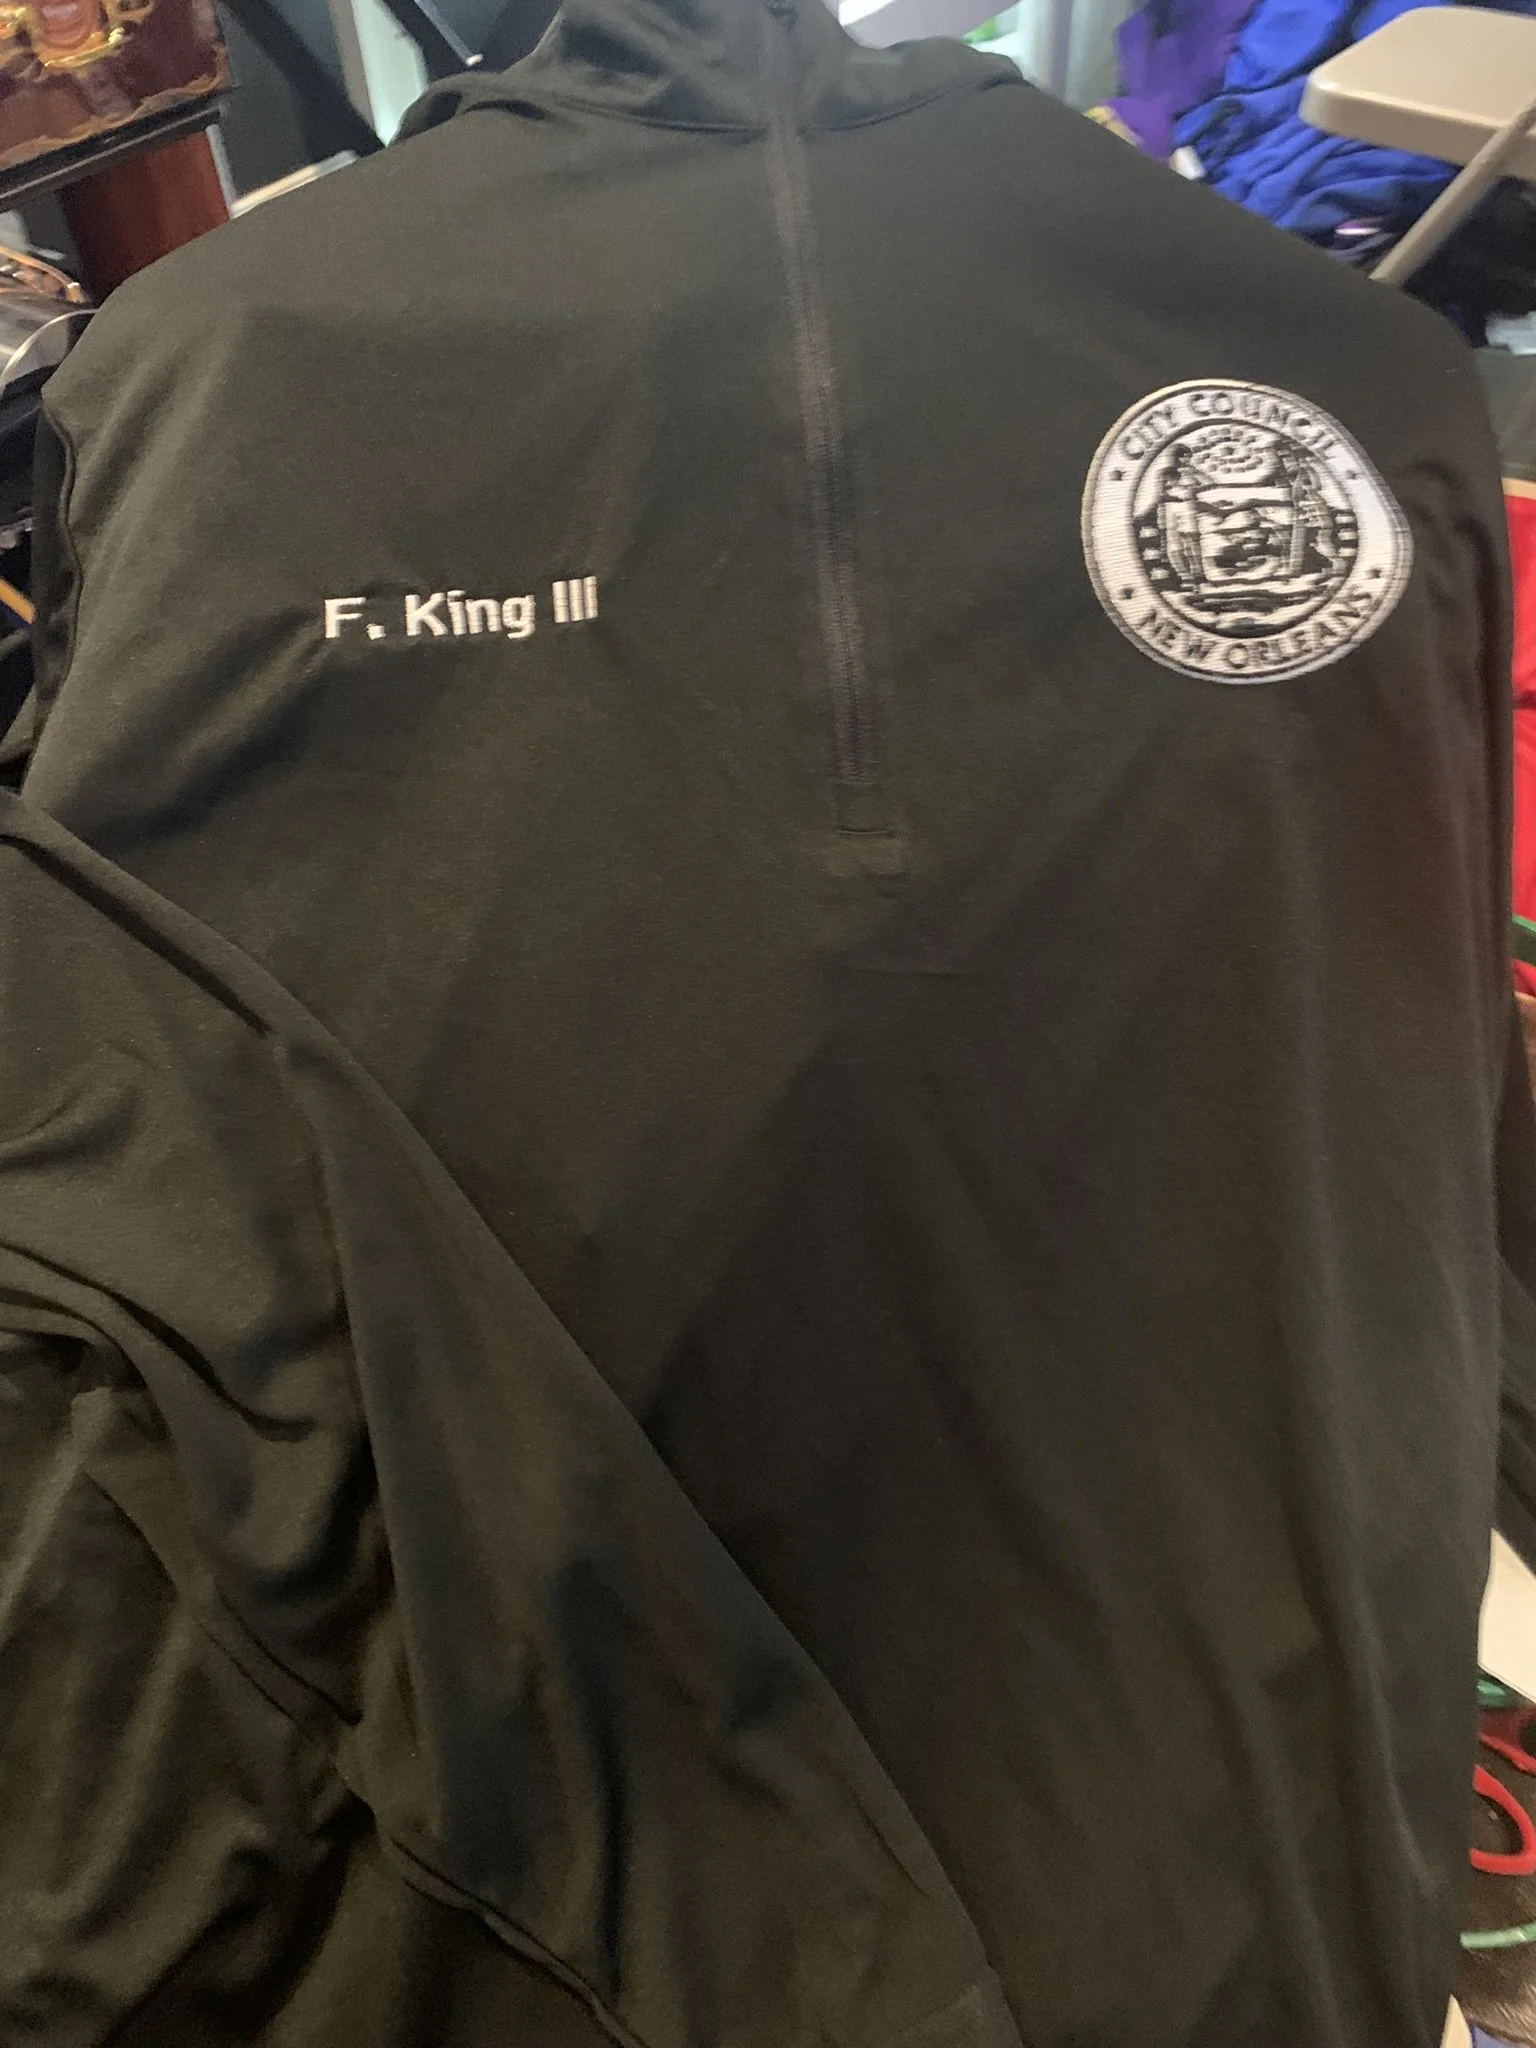 F. King III
CITY COUNCIL
NEW ORLEANS